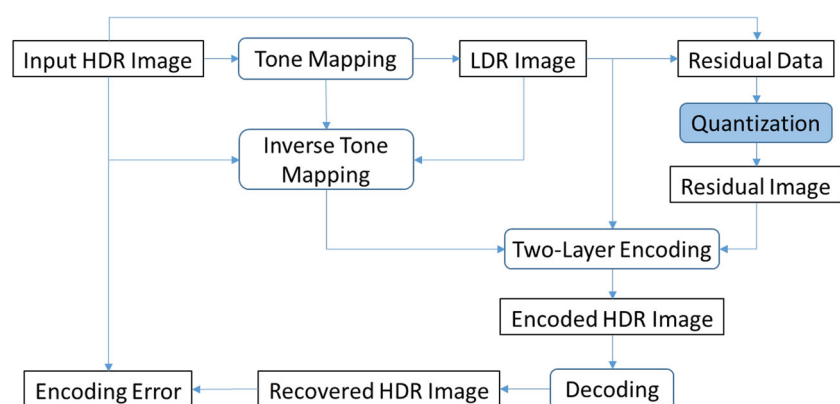 Input HDR Image
Tone Mapping
LDR Image
Residual Data
Quantization
Inverse Tone
Mapping
Residual Image
Two-Layer Encoding
Encoded HDR Image
Encoding Error
Recovered HDR Image
Decoding